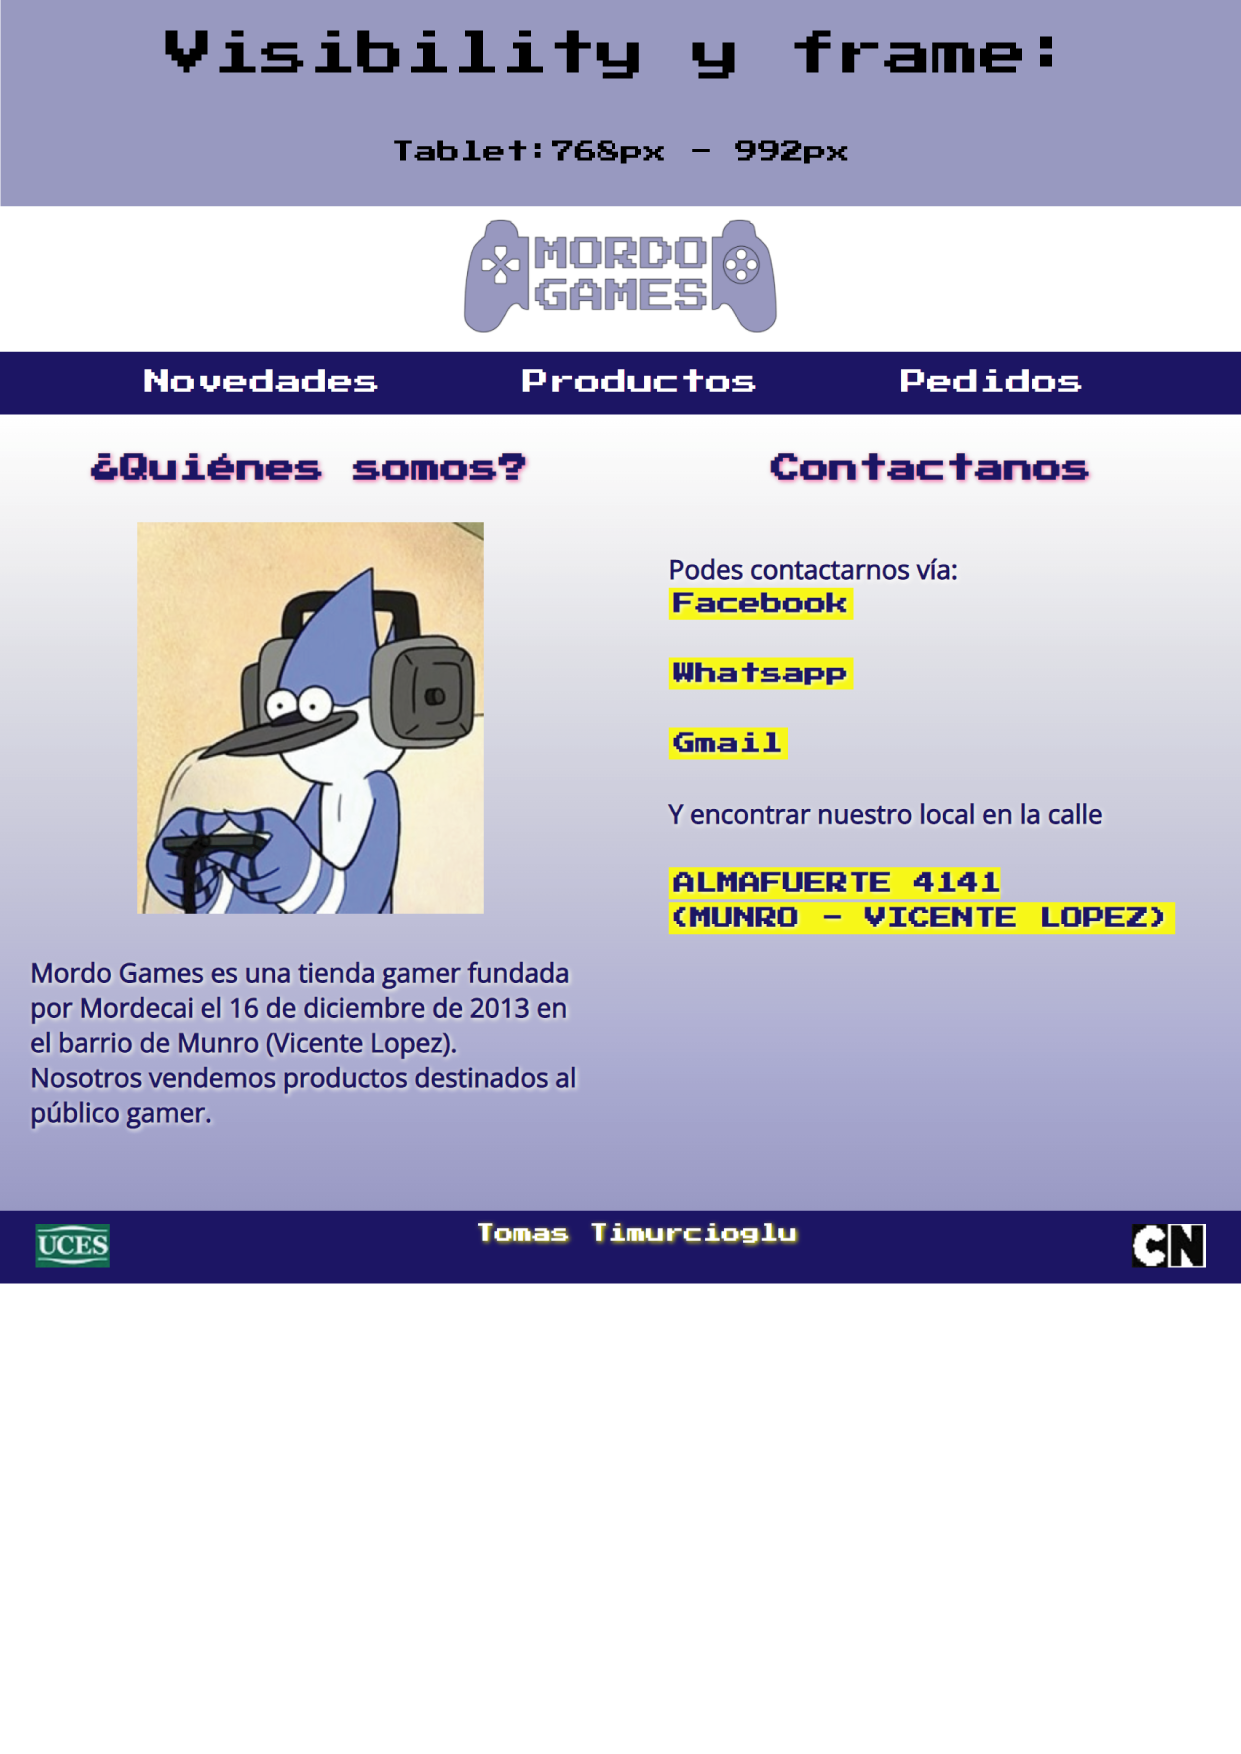 Visibility y frame:
Tablet:768px - 992px
MORDO
GAMES
Novedades Productos Pedidos
¿Quiénes somos?
Mordo Games es una tienda gamer fundada
por Mordecai el 16 de diciembre de 2013 en
el barrio de Munro (Vicente Lopez).
Nosotros vendemos productos destinados al
público gamer.
Contactanos
Podes contactarnos vía:
Facebook
Whatsapp
Gmail
Y encontrar nuestro local en la calle
ALMAFUERTE 4141
(MUNRO - VICENTE LOPEZ)
UCES
Tomas Timurcioglu
CN